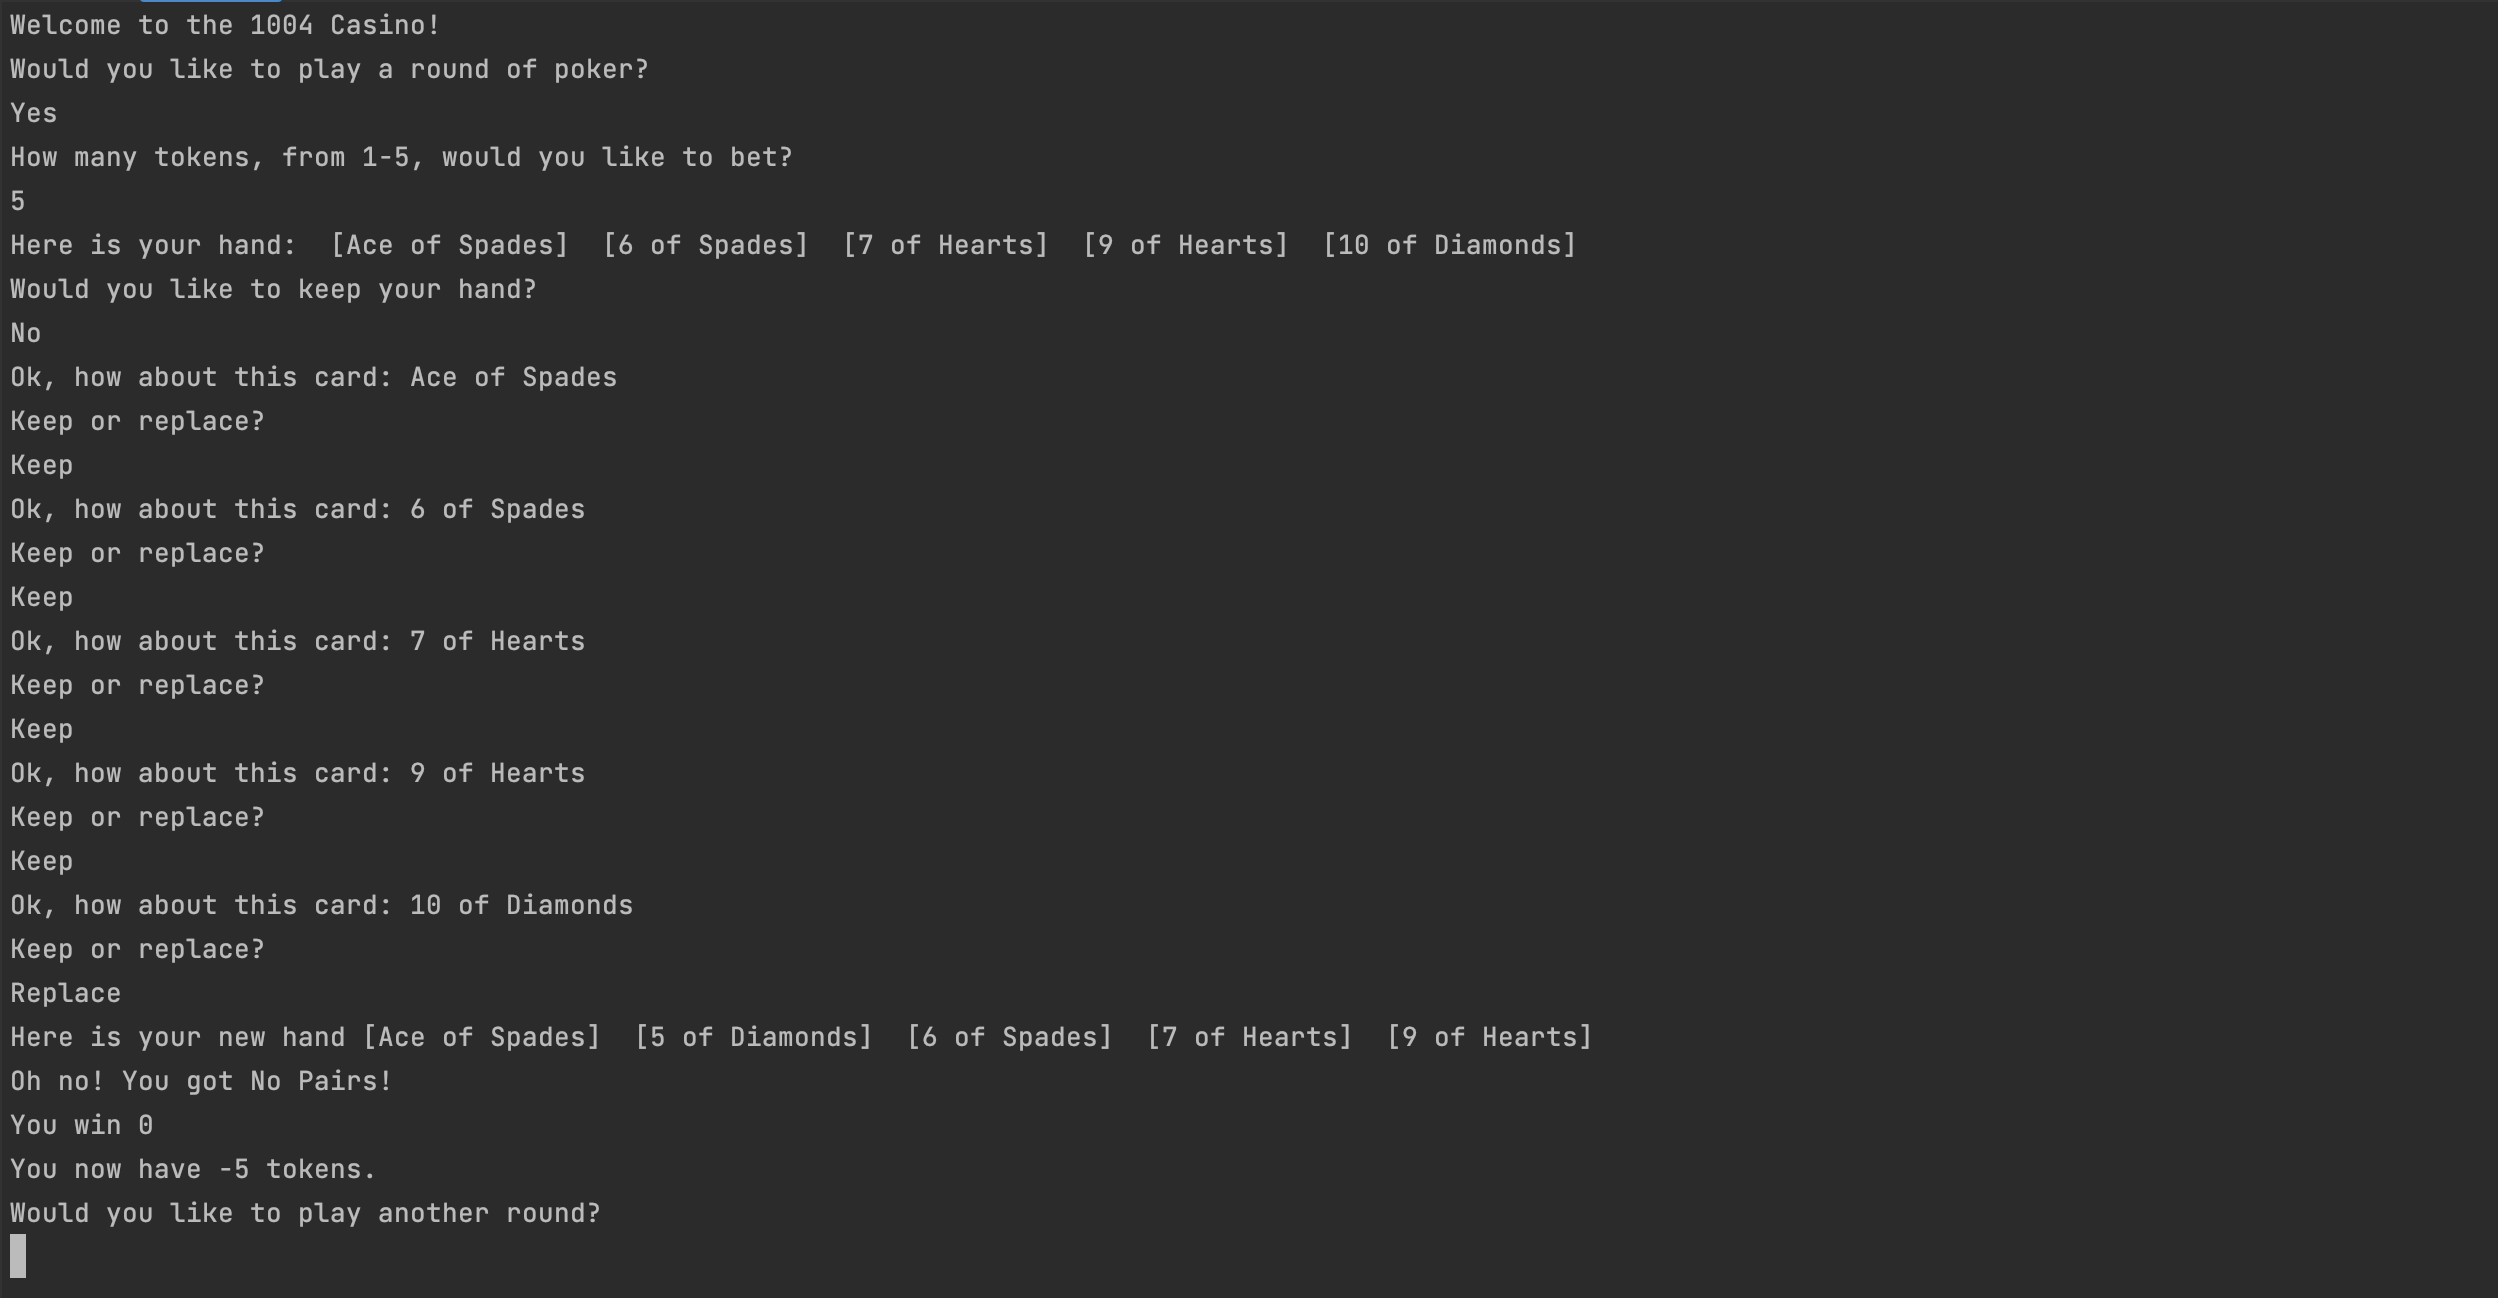 Welcome to the 1004 Casino!
Would you like to play a round of poker?
Yes
How many tokens, from 1-5, would you like to bet?
5
Here is your hand:  [Ace of Spades]  [6 of Spades]  [7 of Hearts]  [9 of Hearts]  [10 of Diamonds]
Would you like to keep your hand?
No
Ok, how about this card: Ace of Spades
Keep or replace?
Keep
Ok, how about this card: 6 of Spades
Keep or replace?
Keep
Ok, how about this card: 7 of Hearts
Keep or replace?
Keep
Ok, how about this card: 9 of Hearts
Keep or replace?
Keep
Ok, how about this card: 10 of Diamonds
Keep or replace?
Replace
Here is your new hand [Ace of Spades]  [5 of Diamonds]  [6 of Spades]  [7 of Hearts]  [9 of Hearts]
Oh no! You got No Pairs!
You win 0
You now have -5 tokens.
Would you like to play another round?